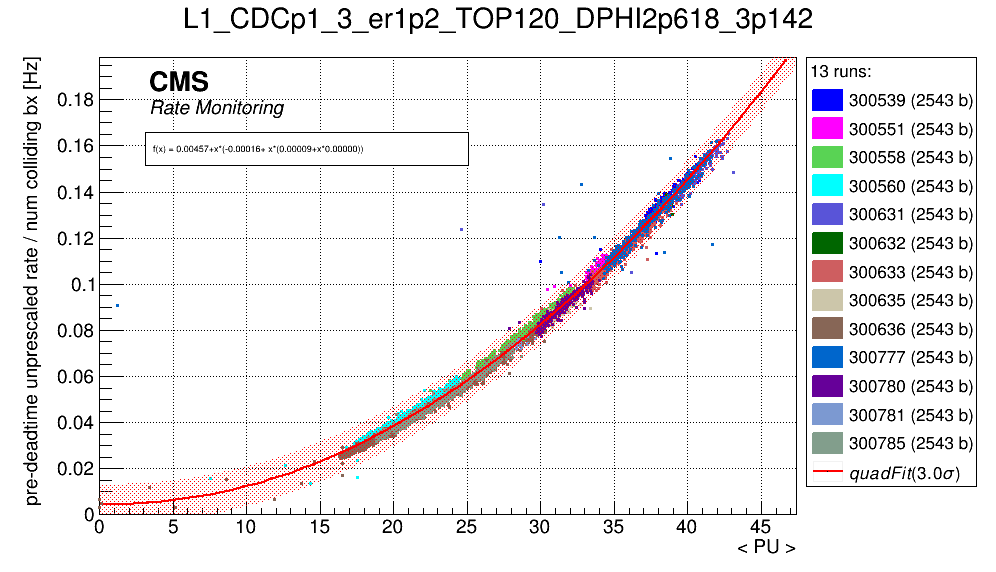 L1_CDCp1_3_er1p2_TOP120_DPHI2p618_3p142
pre-deadtime unprescaled rate / num colliding bx [Hz]
CMS
Rate Monitoring
f(x) = 0.00457+x*(-0.00016+ x*(0.00009+x*0.00000))
0.18
0.16
0.14
0.12
0.1
0.08
0.06
0.04
0.02
0
0 5 10 15 20 25 30 35 40 45
< PU >
13 runs:
300539 (2543 b)
300551 (2543 b)
300558 (2543 b)
300560 (2543 b)
300631 (2543 b)
300632 (2543 b)
300633 (2543 b)
300635 (2543 b)
300636 (2543 b)
300777 (2543 b)
300780 (2543 b)
300781 (2543 b)
300785 (2543 b)
quadFit(3.0σ)